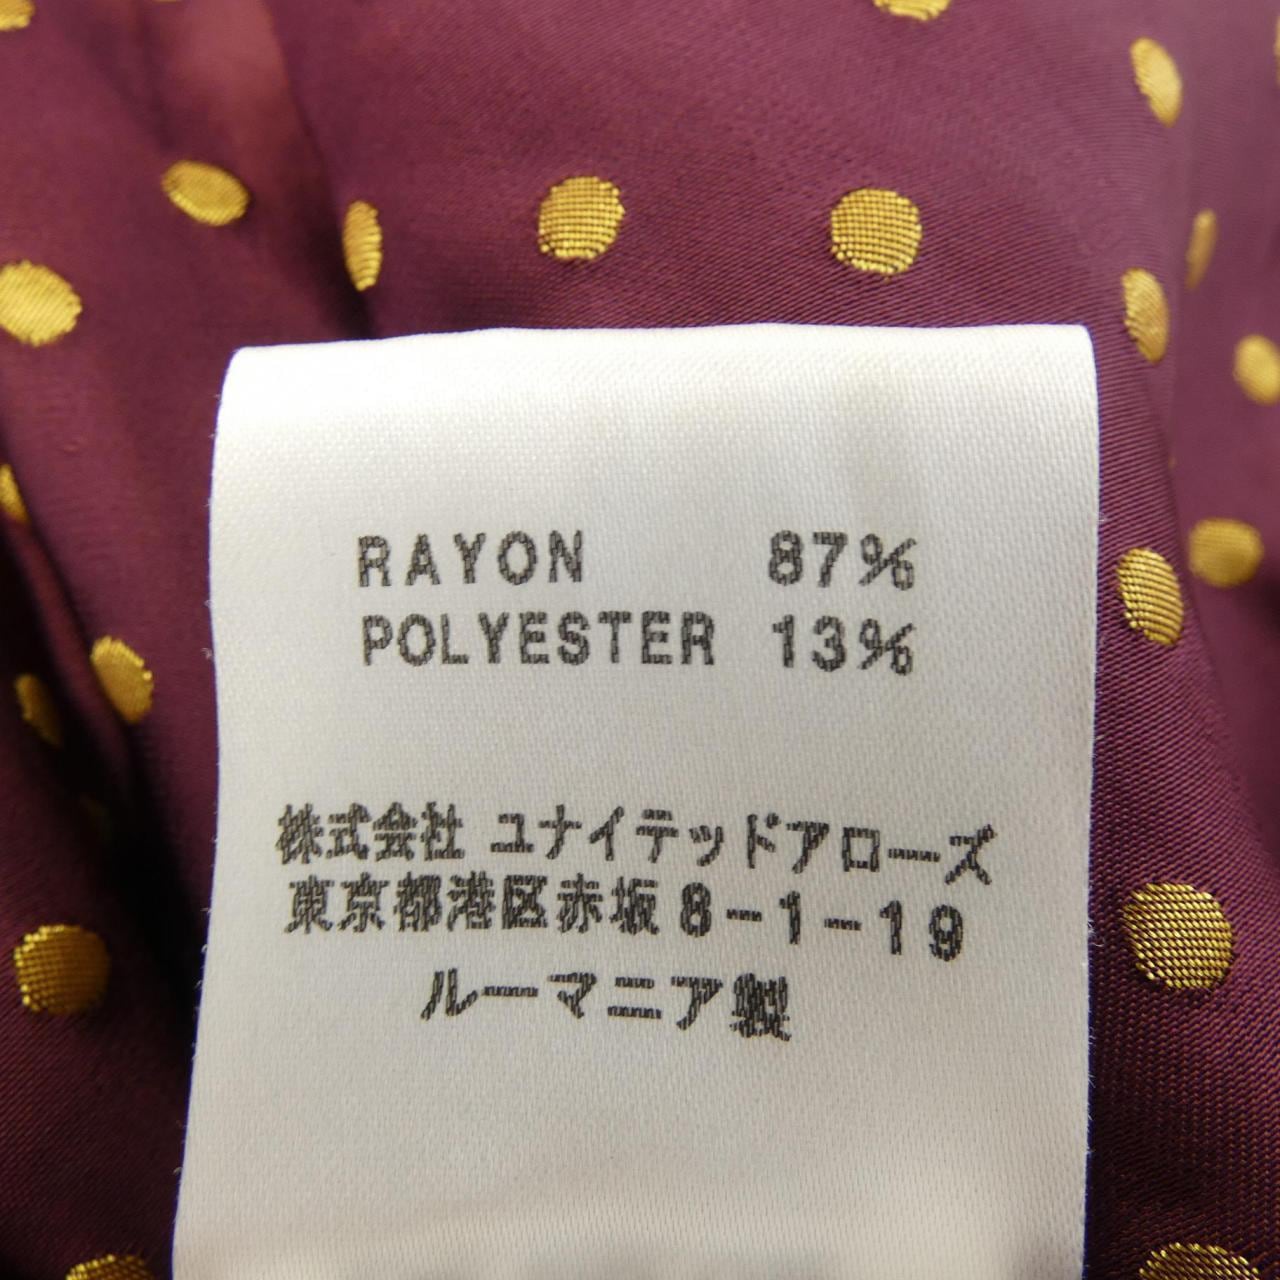 RAYON 87%
POLYESTER 13%
株式会社 ユナイテッドアローズ
東京都港区赤坂8-1-19
ルーマニア製